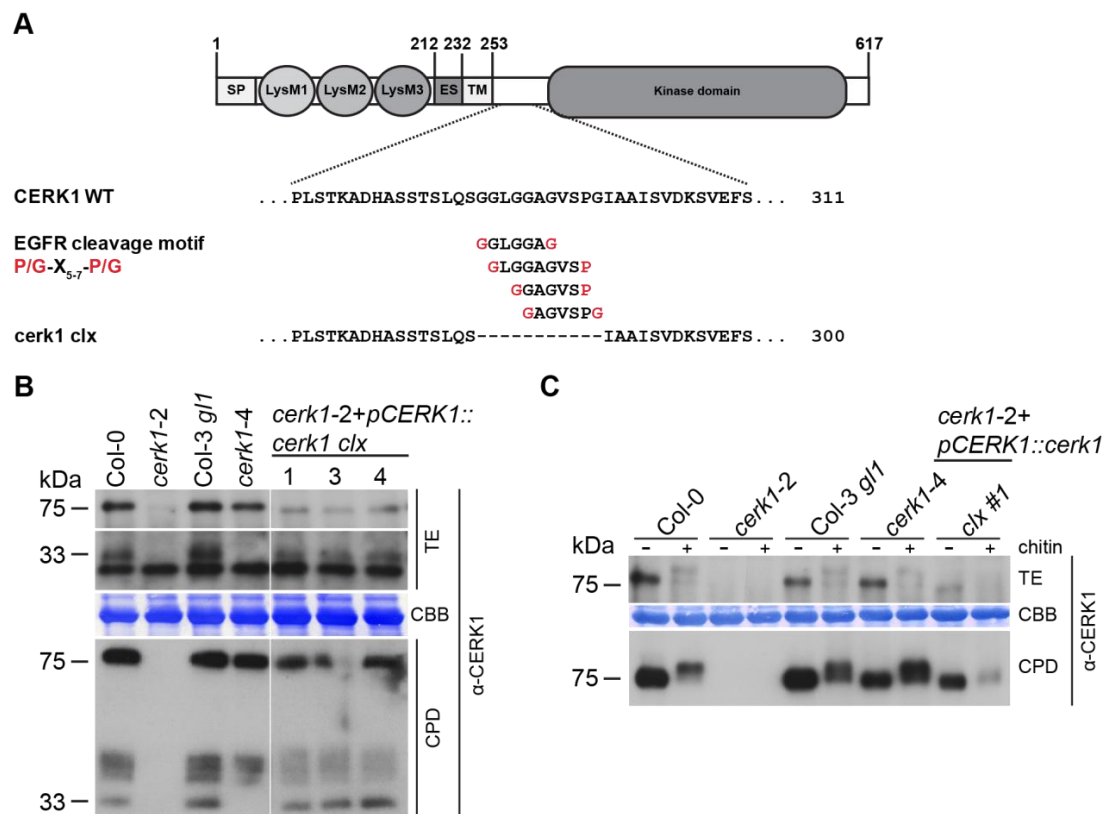 A
1 212 232 253 617
SP LysM1 LysM2 LysM3 ES TM Kinase domain
CERK1 WT ...PLSTKADHASSTSLQSGGLGGAGVSPGIAAISVDKSVEFS... 311
EGFR cleavage motif GGLGGAG
P/G-X5-7-P/G GLGGAGVSP
GGAGVSP
GAGVSPG
cerk1 clx ...PLSTKADHASSTSLQS-----------IAAISVDKSVEFS... 300
B
cerk1-2+pCERK1::
cerk1 clx
kDa Col-0 cerk1-2 Col-3 gl1 cerk1-4 1 3 4
75
33
TE
CBB
75
33
CPD
α-CERK1
C
cerk1-2+
pCERK1::cerk1
kDa Col-0 cerk1-2 Col-3 gl1 cerk1-4 clx #1
- + - + - + - + - + chitin
75 TE
CBB
75 CPD
α-CERK1